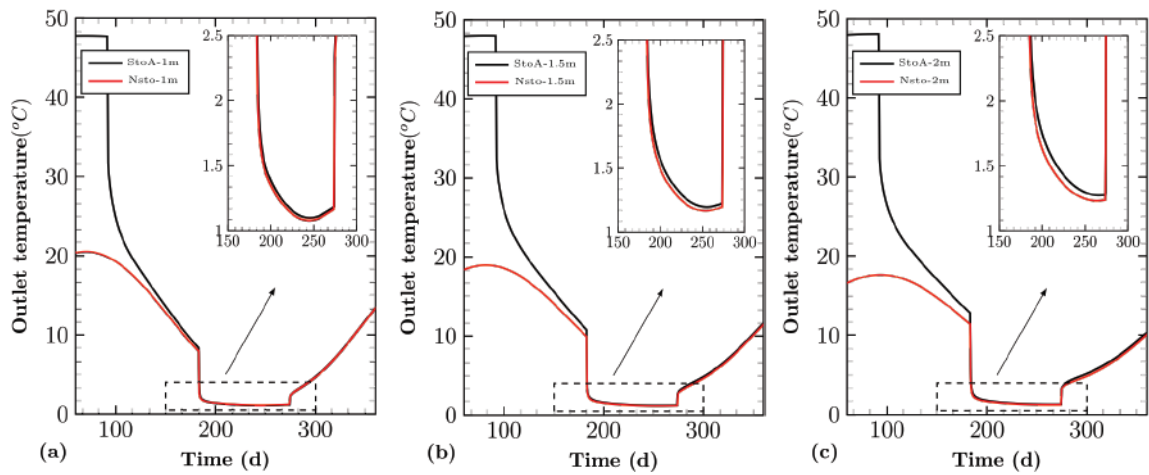 50
40
30
20
10
0
Outlet temperature(°C)
StoA-1m
Nsto-1m
2.5
2
1.5
1
150 200 250 300
100 200 300
(a) Time (d)
50
40
30
20
10
0
Outlet temperature(°C)
StoA-1.5m
Nsto-1.5m
2.5
2
1.5
1
150 200 250 300
100 200 300
(b) Time (d)
50
40
30
20
10
0
Outlet temperature(°C)
StoA-2m
Nsto-2m
2.5
2
1.5
1
150 200 250 300
100 200 300
(c) Time (d)